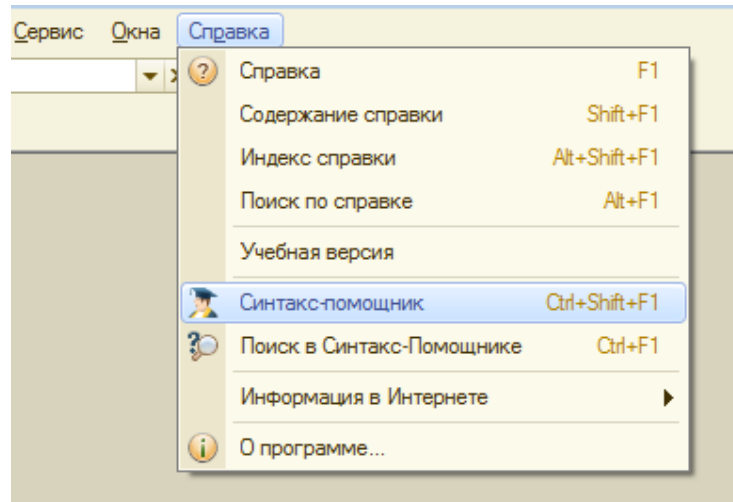 Сервис Окна Справка
Справка F1
Содержание справки Shift+F1
Индекс справки Alt+Shift+F1
Поиск по справке Alt+F1
Учебная версия
Синтакс-помощник Ctrl+Shift+F1
Поиск в Синтакс-Помощнике Ctrl+F1
Информация в Интернете
О программе...